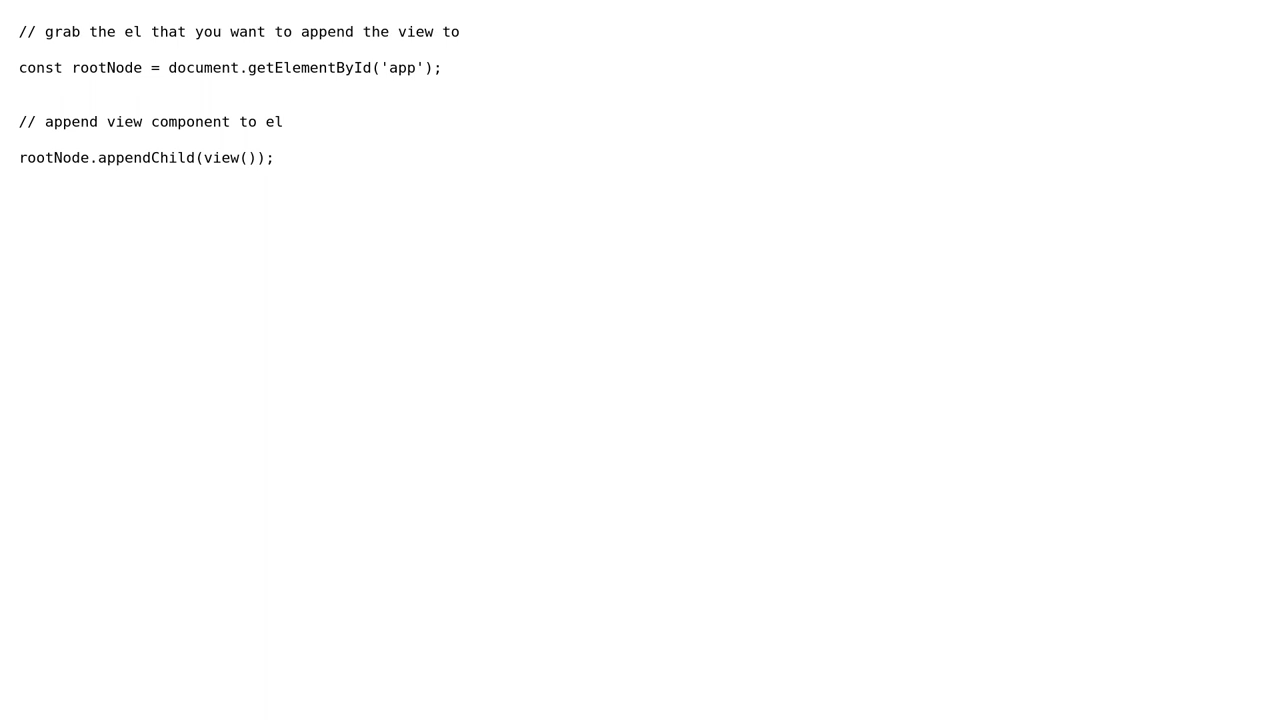 // grab the el that you want to append the view to
const rootNode = document.getElementById('app');
// append view component to el
rootNode.appendChild(view());